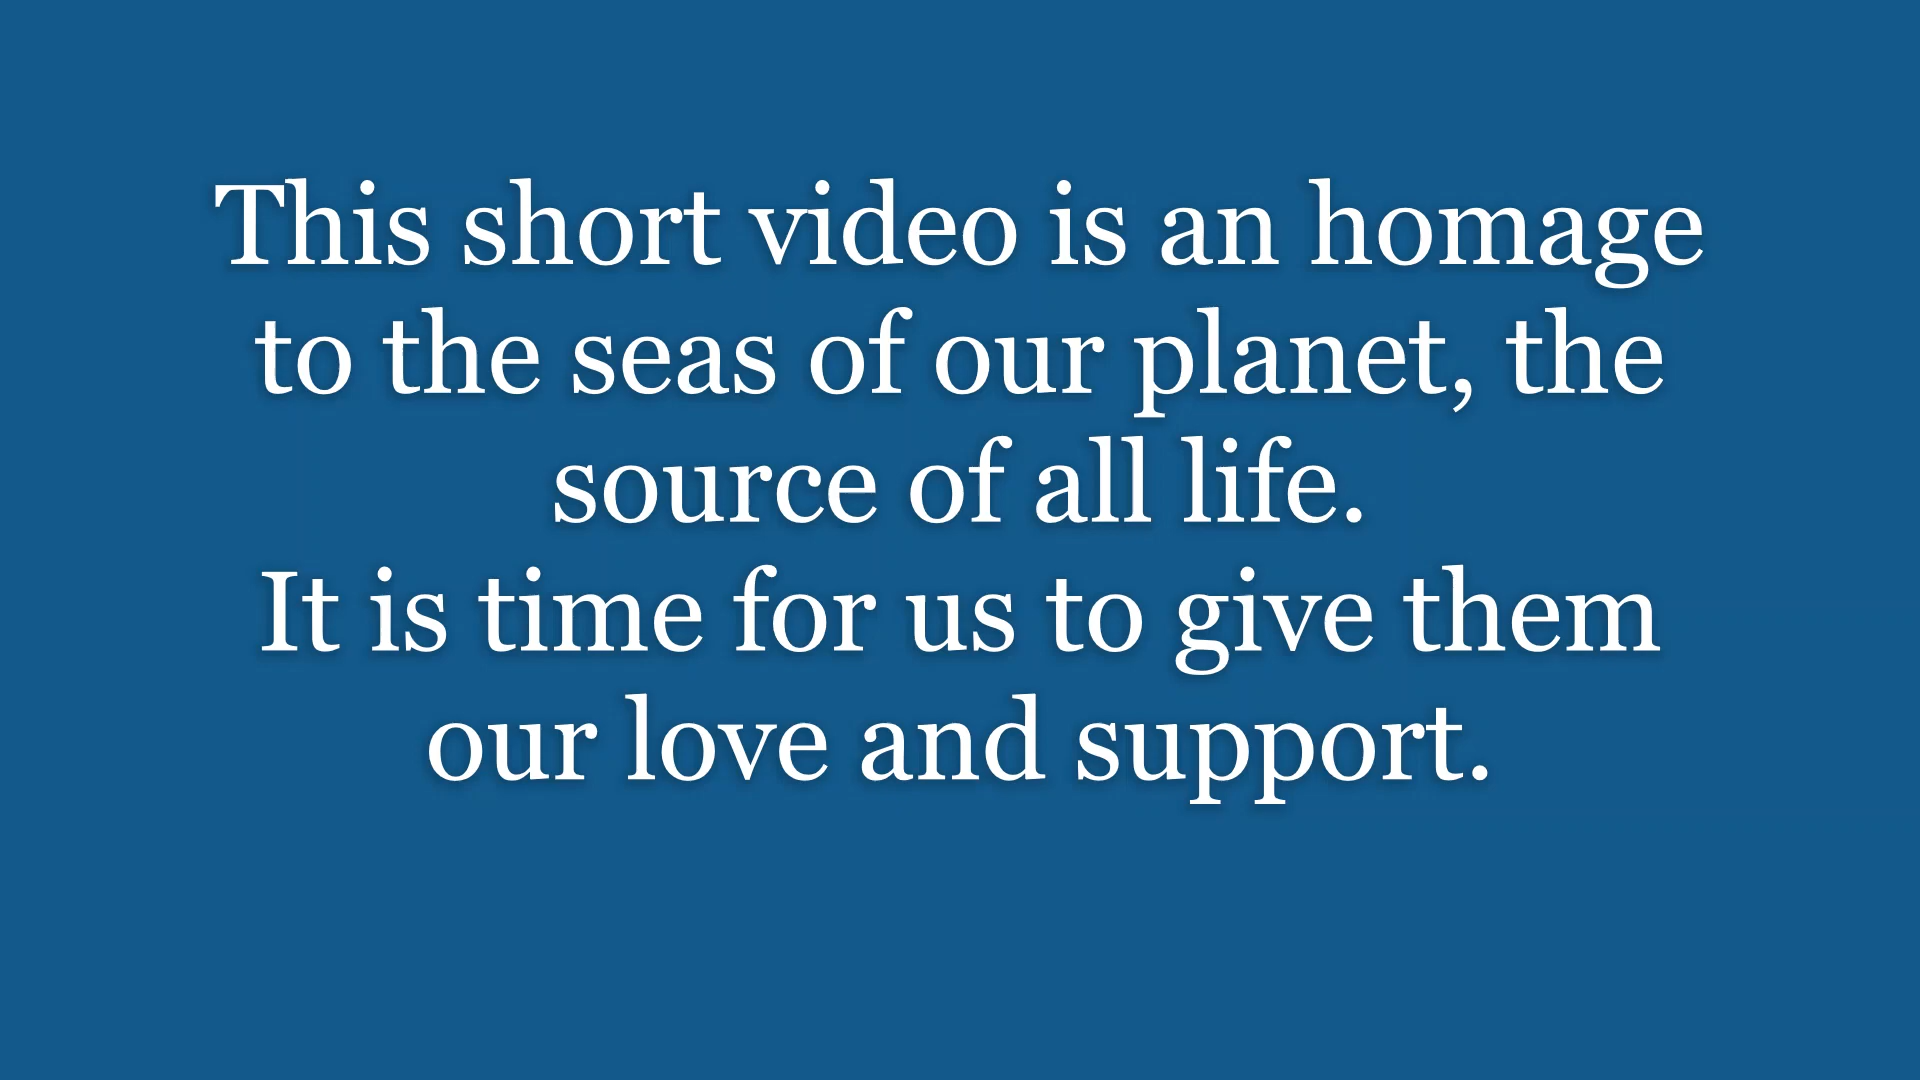 This short video is an homage
to the seas of our planet, the
source of all life.
It is time for us to give them
our love and support.